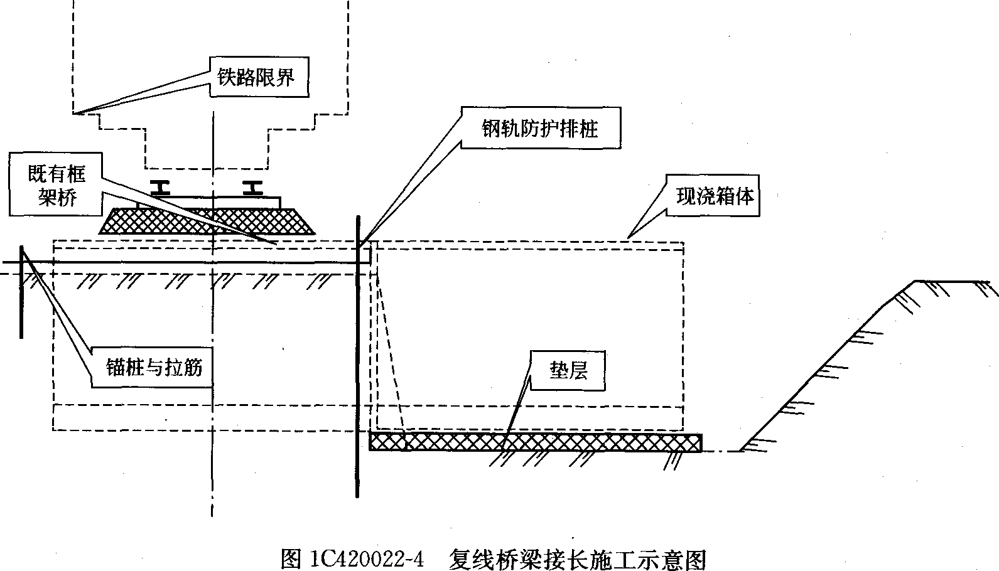 铁路限界
钢轨防护排桩
既有框
架桥
现浇箱体
锚桩与拉筋
垫层
图 1C420022-4 复线桥梁接长施工示意图